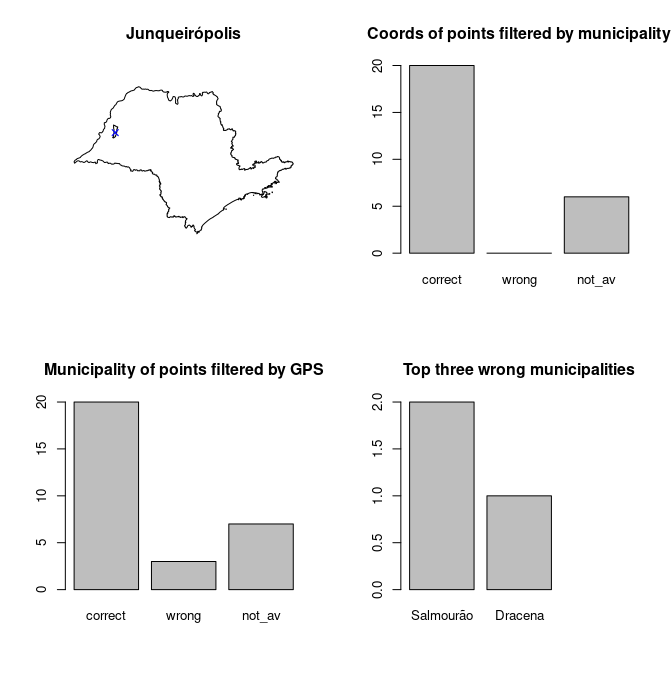 Junqueirópolis
Coords of points filtered by municipality
20
15
10
5
0
correct wrong not_av
Municipality of points filtered by GPS
20
15
10
5
0
correct wrong not_av
Top three wrong municipalities
2.0
1.5
1.0
0.5
0.0
Salmourão Dracena